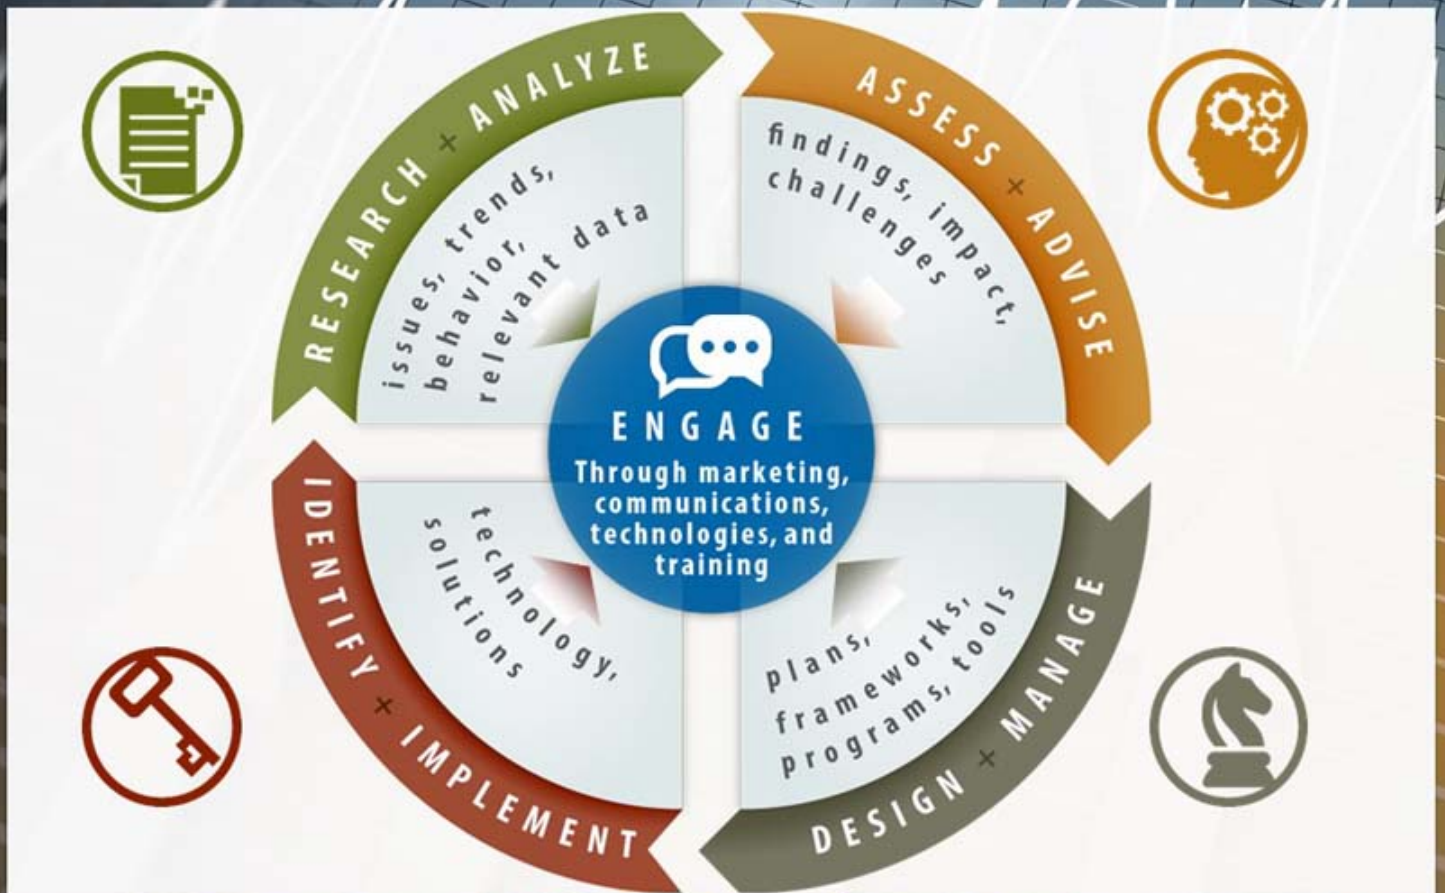 RESEARCH + ANALYZE
issues, trends,
behavior,
relevant data
ASSESS + ADVISE
findings, impact,
challenges
ENGAGE
Through marketing,
communications,
technologies, and
training
IDENTIFY + IMPLEMENT
technology,
solutions
DESIGN + MANAGE
plans,
frameworks,
programs, tools